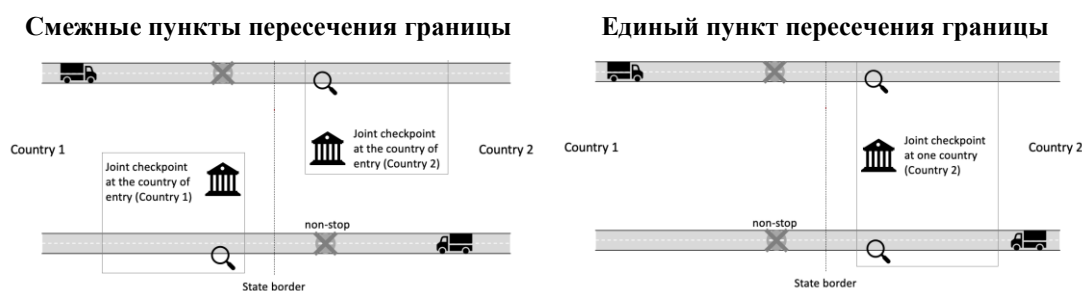 Смежные пункты пересечения границы
Country 1
Joint checkpoint
at the country of
entry (Country 2)
Country 2
Joint checkpoint
at the country of
entry (Country 1)
non-stop
State border
Единый пункт пересечения границы
Country 1
Joint checkpoint
at one country
(Country 2)
Country 2
non-stop
State border